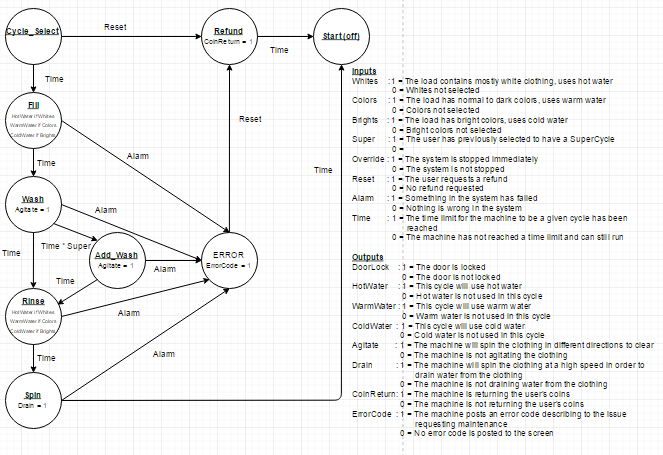 Cycle_Select
Reset
Refund
CoinReturn = 1
Time
Start(off)
Time
Fill
HotWater if Whites
WarmWater if Colors
ColdWater if Brights
Alarm
Reset
Time
Wash
Agitate = 1
Alarm
Time
Time * Super
Add_Wash
Agitate = 1
Alarm
ERROR
ErrorCode = 1
Time
Time
Rinse
HotWater if Whites
WarmWater if Colors
ColdWater if Brights
Alarm
Time
Alarm
Spin
Drain = 1
Inputs
Whites : 1 = The load contains mostly white clothing, uses hot water
0 = Whites not selected
Colors : 1 = The load has normal to dark colors, uses warm water
0 = Colors not selected
Brights : 1 = The load has bright colors, uses cold water
0 = Bright colors not selected
Super : 1 = The user has previously selected to have a SuperCycle
0 =
Override : 1 = The system is stopped immediately
0 = The system is not stopped
Reset : 1 = The user requests a refund
0 = No refund requested
Alarm : 1 = Something in the system has failed
0 = Nothing is wrong in the system
Time : 1 = The time limit for the machine to be a given cycle has been
reached
0 = The machine has not reached a time limit and can still run
Outputs
DoorLock : 1 = The door is locked
0 = The door is not locked
HotWater : 1 = This cycle will use hot water
0 = Hot water is not used in this cycle
WarmWater : 1 = This cycle will use warm water
0 = Warm water is not used in this cycle
ColdWater : 1 = This cycle will use cold water
0 = Cold water is not used in this cycle
Agitate : 1 = The machine will spin the clothing in different directions to clear
0 = The machine is not agitating the clothing
Drain : 1 = The machine will spin the clothing at a high speed in order to
drain water from the clothing
0 = The machine is not draining water from the clothing
CoinReturn: 1 = The machine is returning the user's coins
0 = The machine is not returning the user's coins
ErrorCode : 1 = The machine posts an error code describing to the issue
requesting maintenance
0 = No error code is posted to the screen